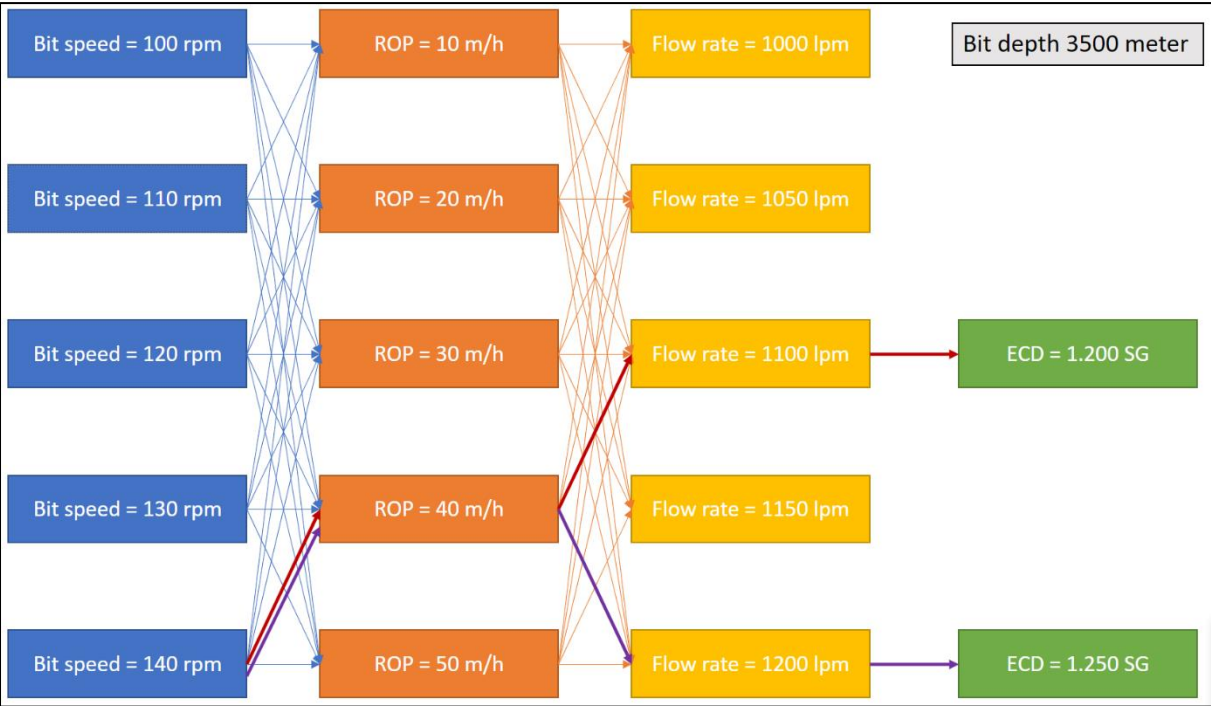 Bit speed = 100 rpm
ROP = 10 m/h
Flow rate = 1000 lpm
Bit depth 3500 meter
Bit speed = 110 rpm
ROP = 20 m/h
Flow rate = 1050 lpm
Bit speed = 120 rpm
ROP = 30 m/h
Flow rate = 1100 lpm
ECD = 1.200 SG
Bit speed = 130 rpm
ROP = 40 m/h
Flow rate = 1150 lpm
Bit speed = 140 rpm
ROP = 50 m/h
Flow rate = 1200 lpm
ECD = 1.250 SG